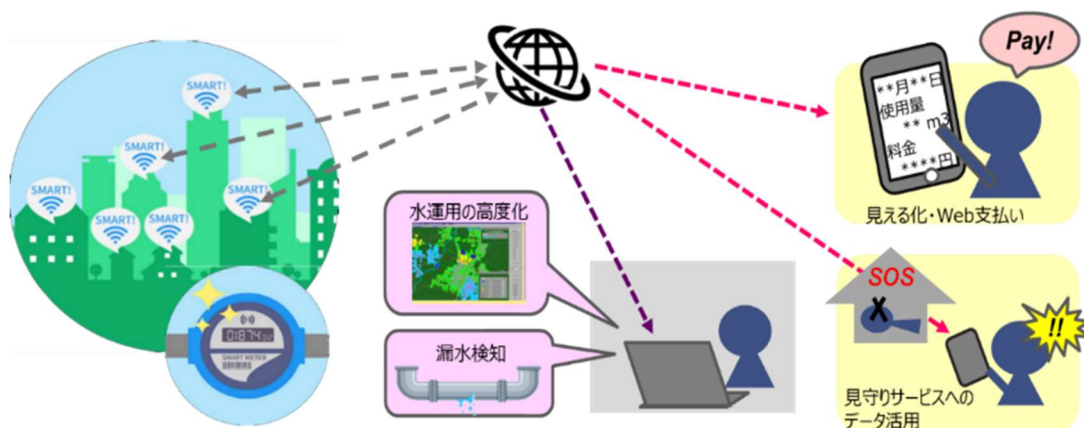 SMART!
SMART!
SMART!
SMART!
SMART!
SMART!
SMART METER
水運用の高度化
漏水検知
Pay!
**月**日
使用量
** m3
料金
****円
見える化・Web支払い
SOS
!!
見守りサービスへの
データ活用